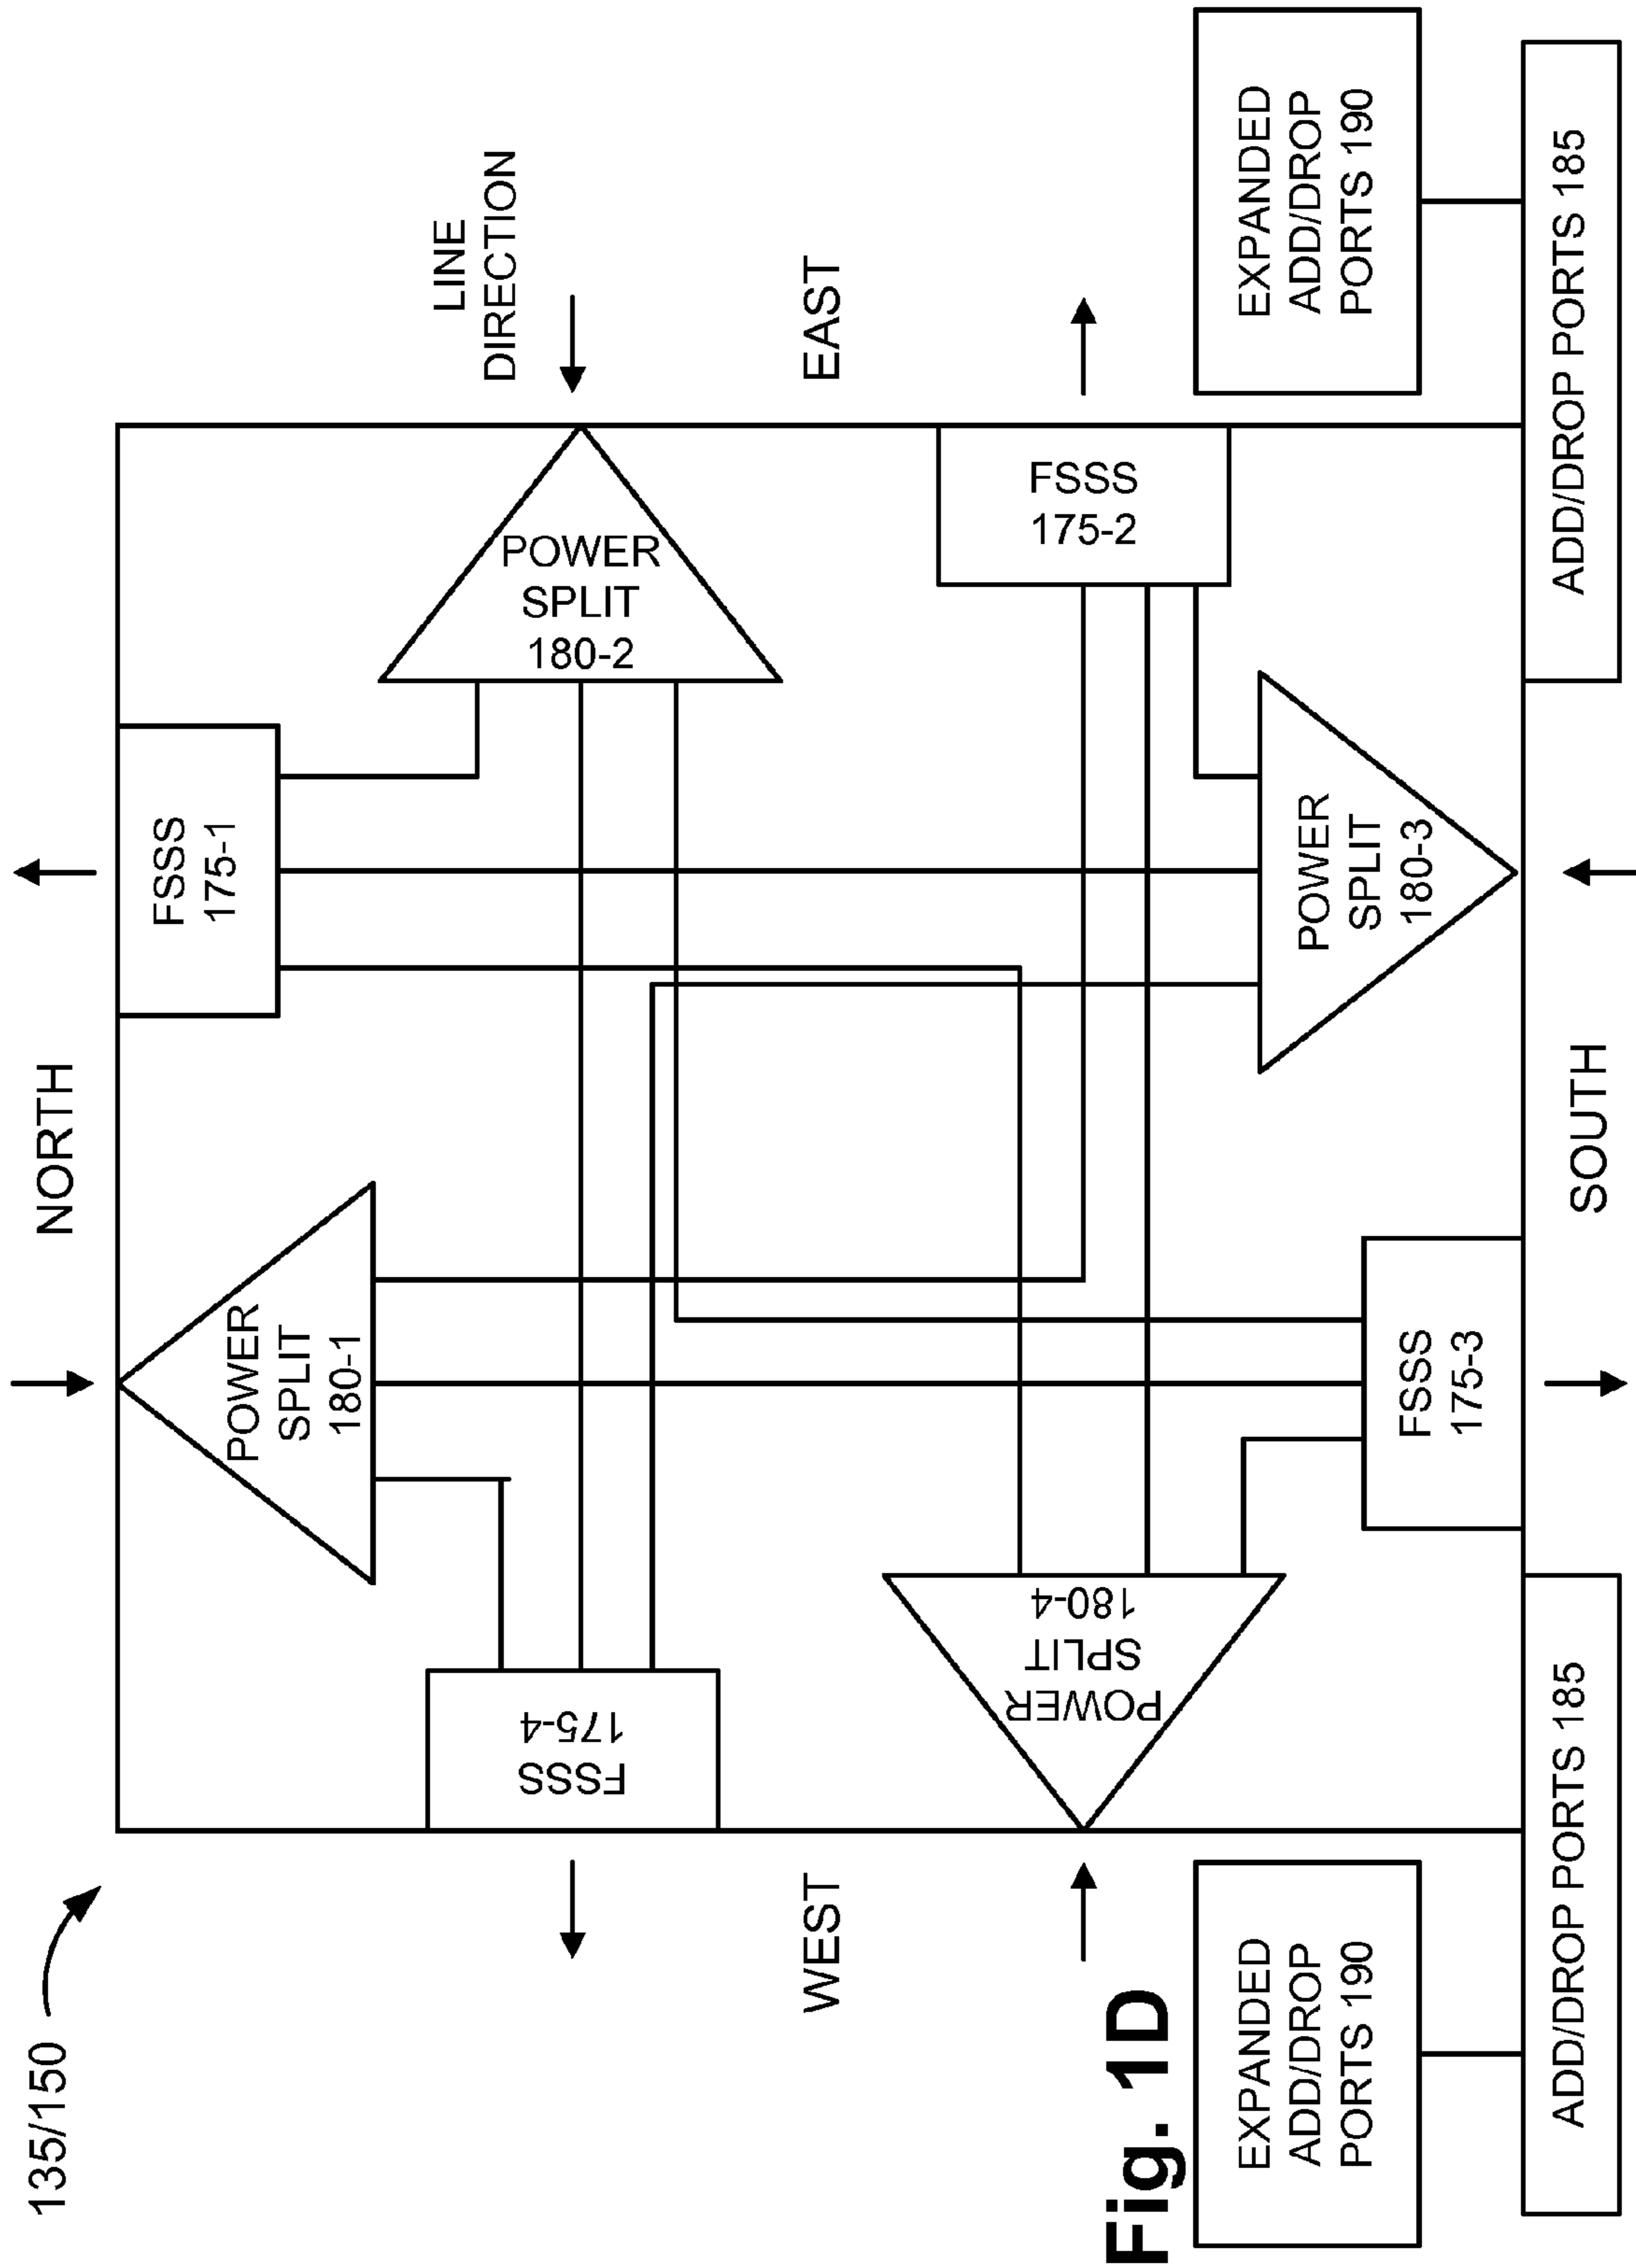 135/150
NORTH
LINE
DIRECTION
POWER
SPLIT
180-1
FSSS
175-1
FSSS
175-4
POWER
SPLIT
180-2
WEST
EAST
POWER
SPLIT
180-4
FSSS
175-2
Fig. 1D
EXPANDED
ADD/DROP
PORTS 190
FSSS
175-3
POWER
SPLIT
180-3
EXPANDED
ADD/DROP
PORTS 190
ADD/DROP PORTS 185
SOUTH
ADD/DROP PORTS 185